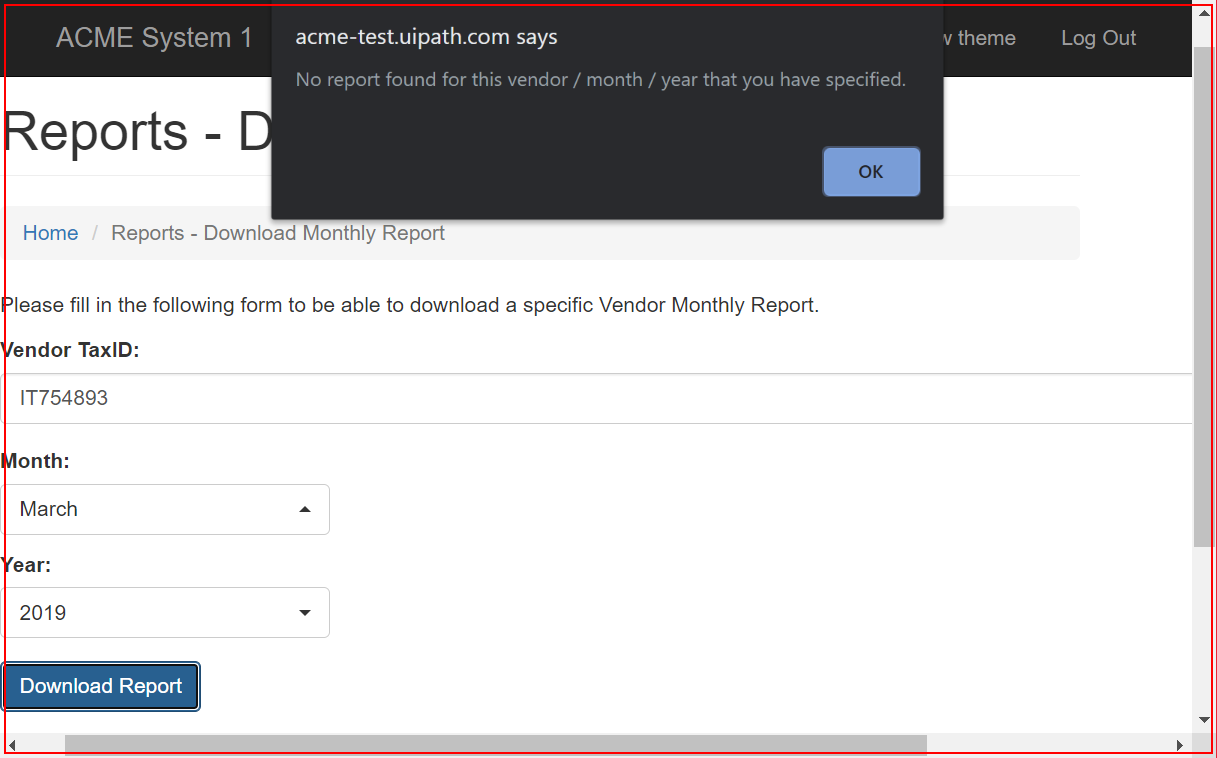 ACME System 1
acme-test.uipath.com says
No report found for this vendor / month / year that you have specified.
OK
theme
Log Out
Reports -
Home / Reports - Download Monthly Report
Please fill in the following form to be able to download a specific Vendor Monthly Report.
Vendor TaxID:
IT754893
Month:
March
Year:
2019
Download Report